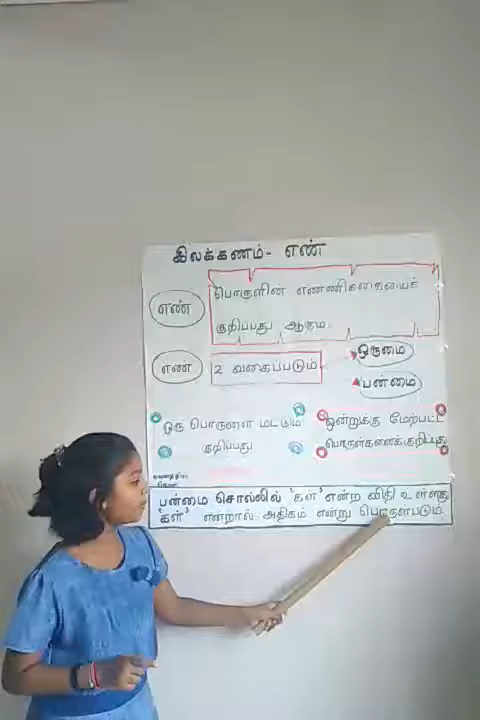 இலக்கணம் - எண்
எண்
பொருளின் எண்ணிக்கையைக்
குறிப்பது ஆகும்.
எண்
2 வகைப்படும்.
ஒருமை
பன்மை
ஒரு பொருளை மட்டும்
குறிப்பது
ஒன்றுக்கு மேற்பட்ட
பொருள்களைக் குறிப்பது
பன்மை சொல்லில் 'கள்' என்ற விதி உள்ளது
'கள்' என்றால் அதிகம் என்று பொருள்படும்.